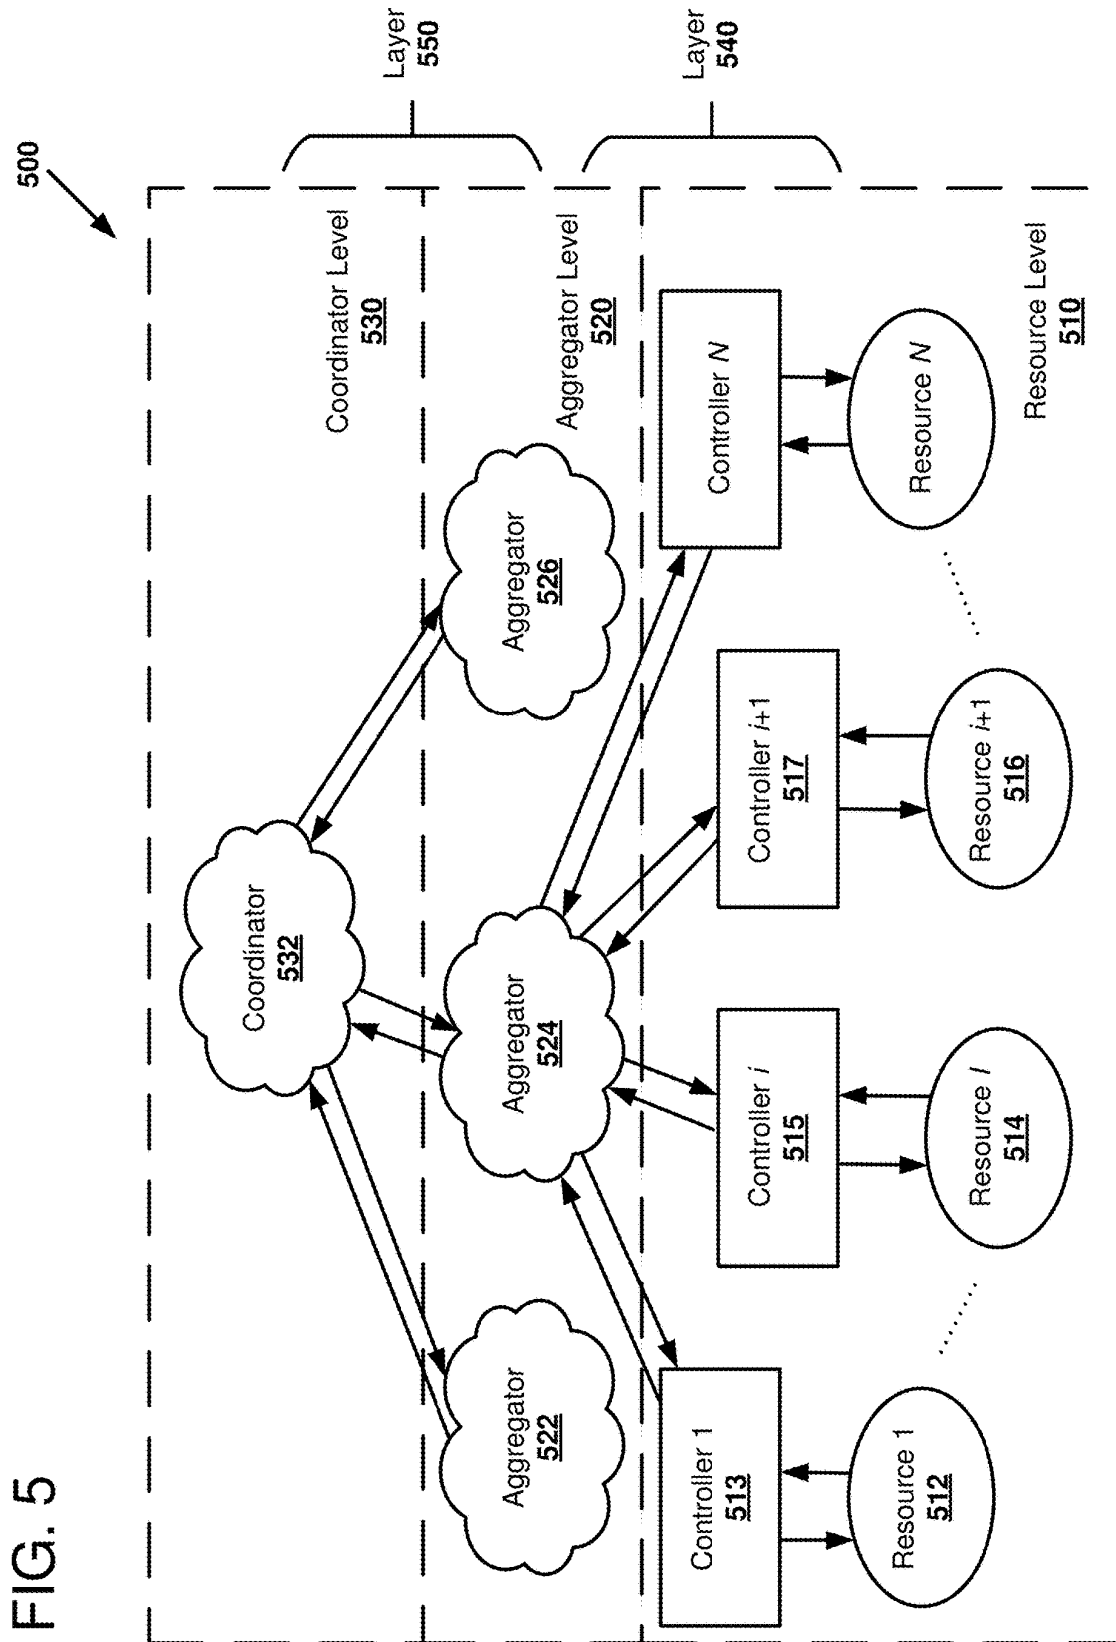 FIG. 5
500
Coordinator
532
Coordinator Level
530
Layer
550
Aggregator
522
Aggregator
524
Aggregator
526
Aggregator Level
520
Layer
540
Controller 1
513
Controller i
515
Controller i+1
517
Controller N
Resource 1
512
Resource I
514
Resource i+1
516
Resource N
Resource Level
510